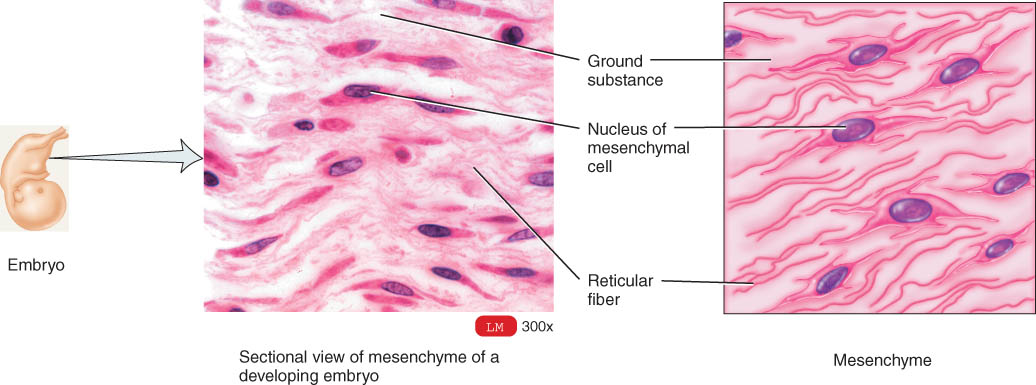 Ground
substance
Nucleus of
mesenchymal
cell
Embryo
Reticular
fiber
LM 300x
Sectional view of mesenchyme of a
developing embryo
Mesenchyme